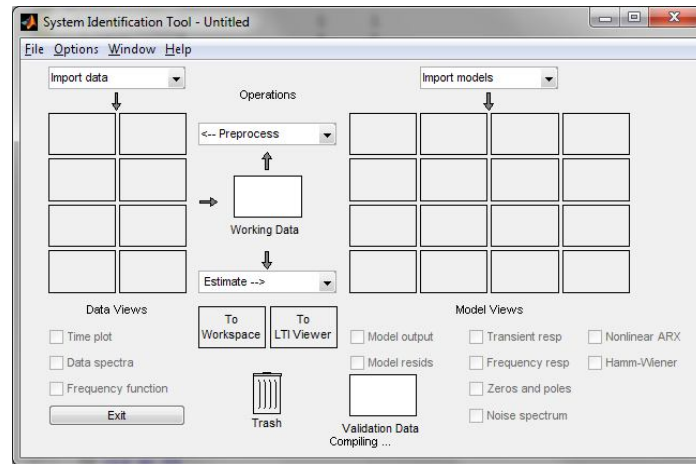 System Identification Tool - Untitled
File Options Window Help
Import data
Import models
Operations
<-- Preprocess
Working Data
Estimate -->
Data Views
Model Views
To Workspace
To LTI Viewer
Time plot
Data spectra
Frequency function
Model output
Model resids
Transient resp
Frequency resp
Zeros and poles
Noise spectrum
Nonlinear ARX
Hamm-Wiener
Exit
Trash
Validation Data
Compiling ...